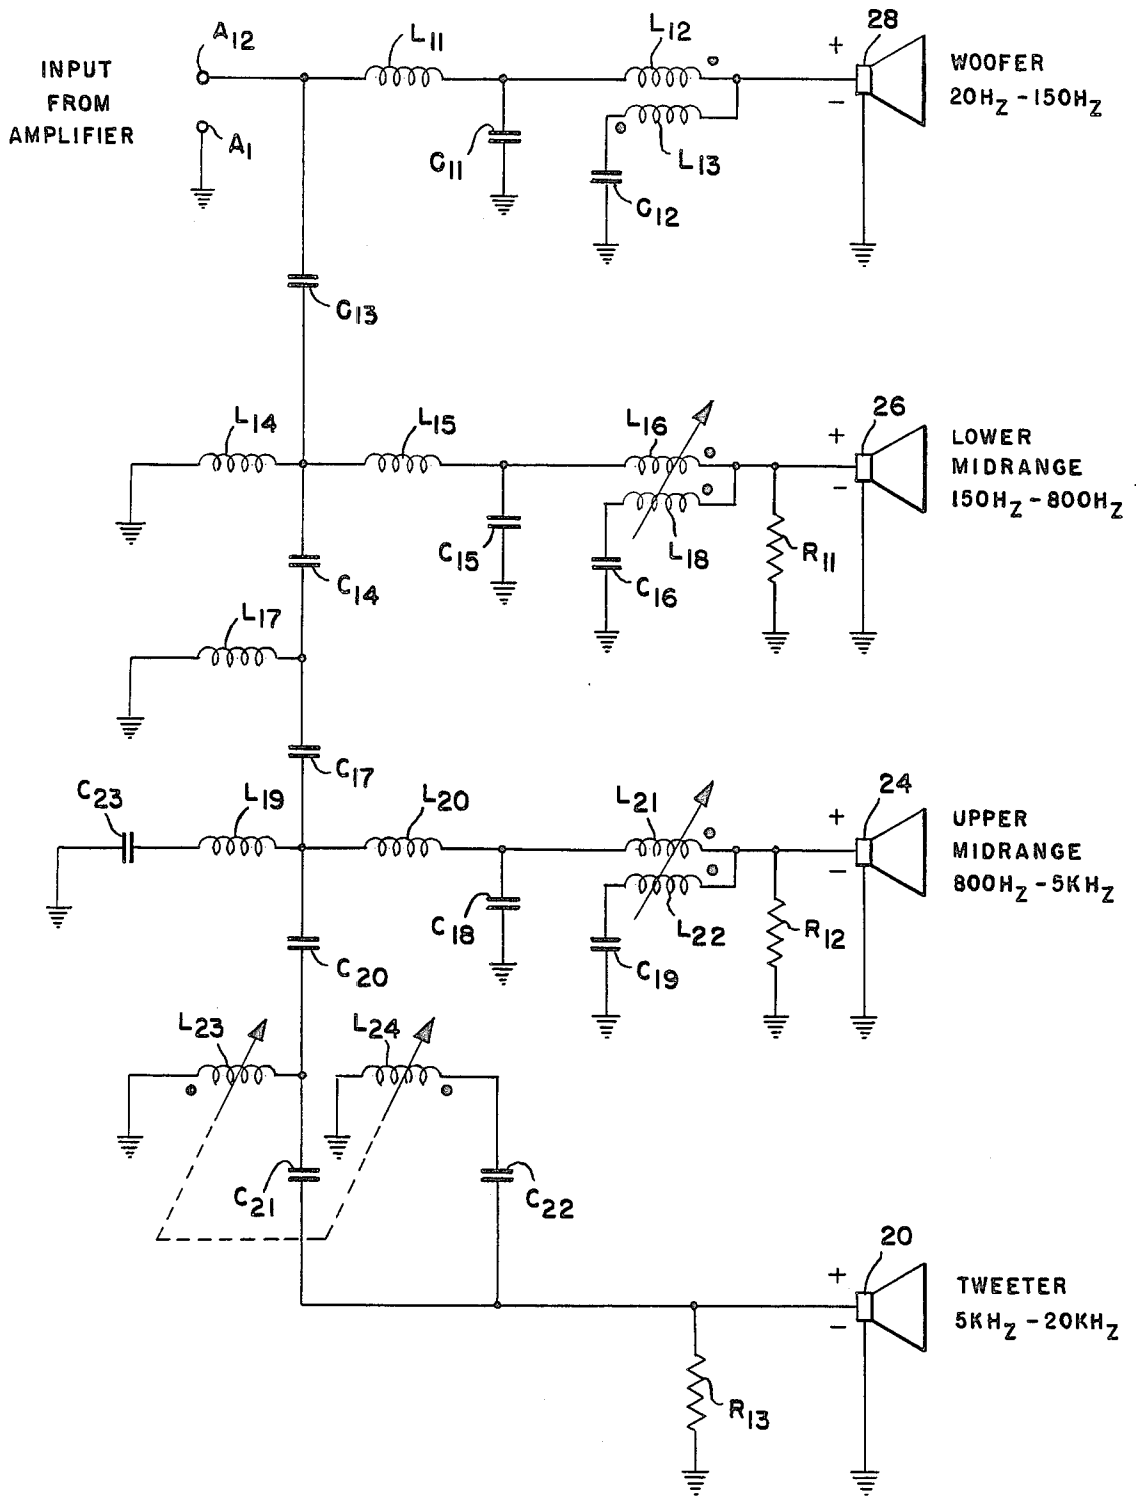 A12
L11
L12
28
INPUT
FROM
AMPLIFIER
+
−
WOOFER
20HZ - 150HZ
A1
C11
L13
C12
C13
L14
L15
L16
26
+
−
LOWER
MIDRANGE
150HZ - 800HZ
C15
L18
R11
C14
C16
L17
C17
C23
L19
L20
L21
24
+
−
UPPER
MIDRANGE
800HZ - 5KHZ
C18
L22
R12
C20
C19
L23
L24
C21
C22
20
+
−
TWEETER
5KHZ - 20KHZ
R13